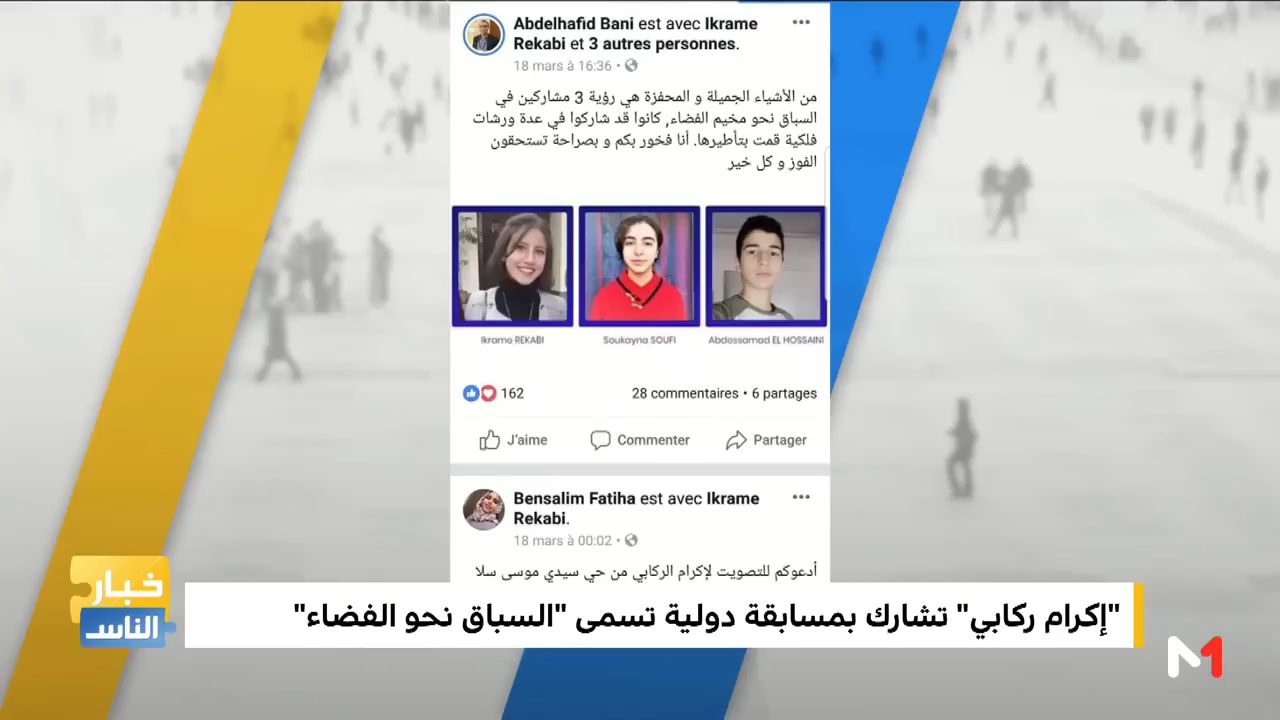 Abdelhafid Bani est avec Ikrame
Rekabi et 3 autres personnes.
18 mars à 16:36
من الأشياء الجميلة و المحفزة هي رؤية 3 مشاركين في
السباق نحو مخيم الفضاء, كانوا قد شاركوا في عدة ورشات
فلكية قمت بتأطيرها. أنا فخور بكم و بصراحة تستحقون
الفوز و كل خير
Ikrame REKABI
Soukayna SOUFI
Abdessamad EL HOSSAINI
162
28 commentaires • 6 partages
J'aime
Commenter
Partager
Bensalim Fatiha est avec Ikrame
Rekabi.
18 mars à 00:02
أدعوكم للتصويت لإكرام الركابي من حي سيدي موسى سلا
خبار
الناس
"إكرام ركابي" تشارك بمسابقة دولية تسمى "السباق نحو الفضاء"
M1